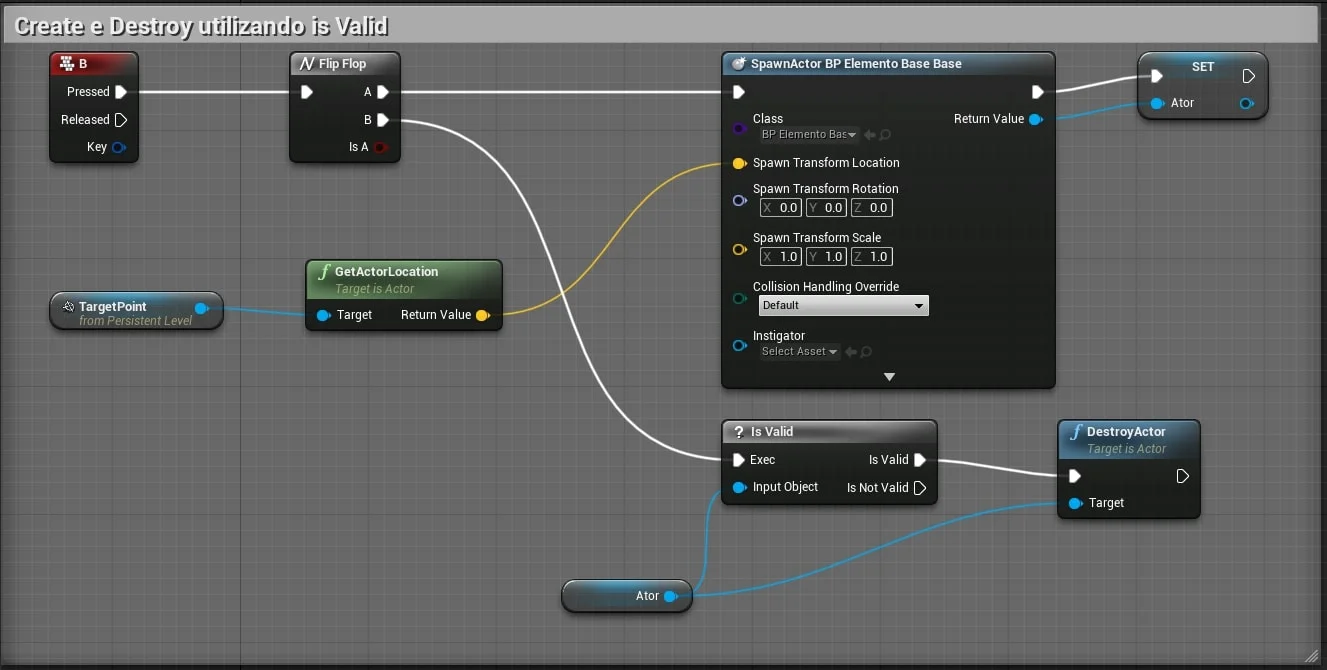 Create e Destroy utilizando is Valid
B
Pressed
Released
Key
Flip Flop
A
B
Is A
SpawnActor BP Elemento Base Base
Class
BP Elemento Bas
Return Value
Spawn Transform Location
Spawn Transform Rotation
X 0.0 Y 0.0 Z 0.0
Spawn Transform Scale
X 1.0 Y 1.0 Z 1.0
Collision Handling Override
Default
Instigator
Select Asset
SET
Ator
TargetPoint
from Persistent Level
GetActorLocation
Target is Actor
Target Return Value
? Is Valid
Exec Is Valid
Input Object Is Not Valid
DestroyActor
Target is Actor
Target
Ator